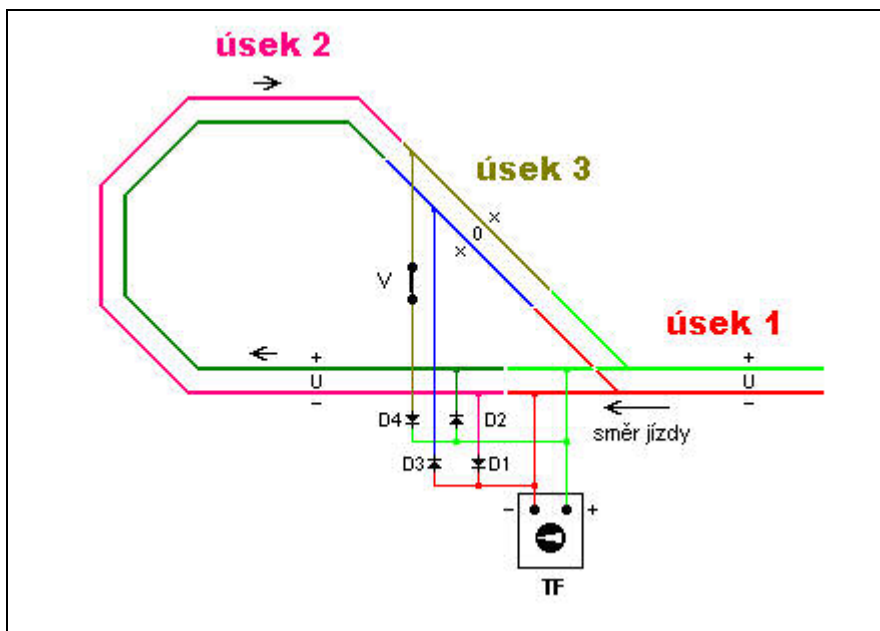 úsek 2
úsek 3
x
0
x
V
úsek 1
+
U
−
+
U
−
směr jízdy
D4
D2
D3
D1
−
+
TF